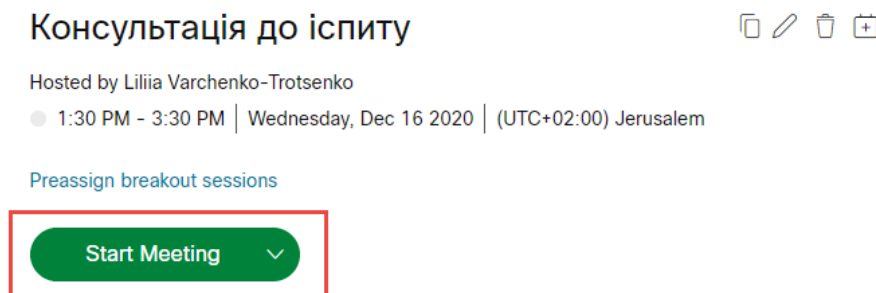 Консультація до іспиту
Hosted by Liliia Varchenko-Trotsenko
1:30 PM - 3:30 PM | Wednesday, Dec 16 2020 | (UTC+02:00) Jerusalem
Preassign breakout sessions
Start Meeting